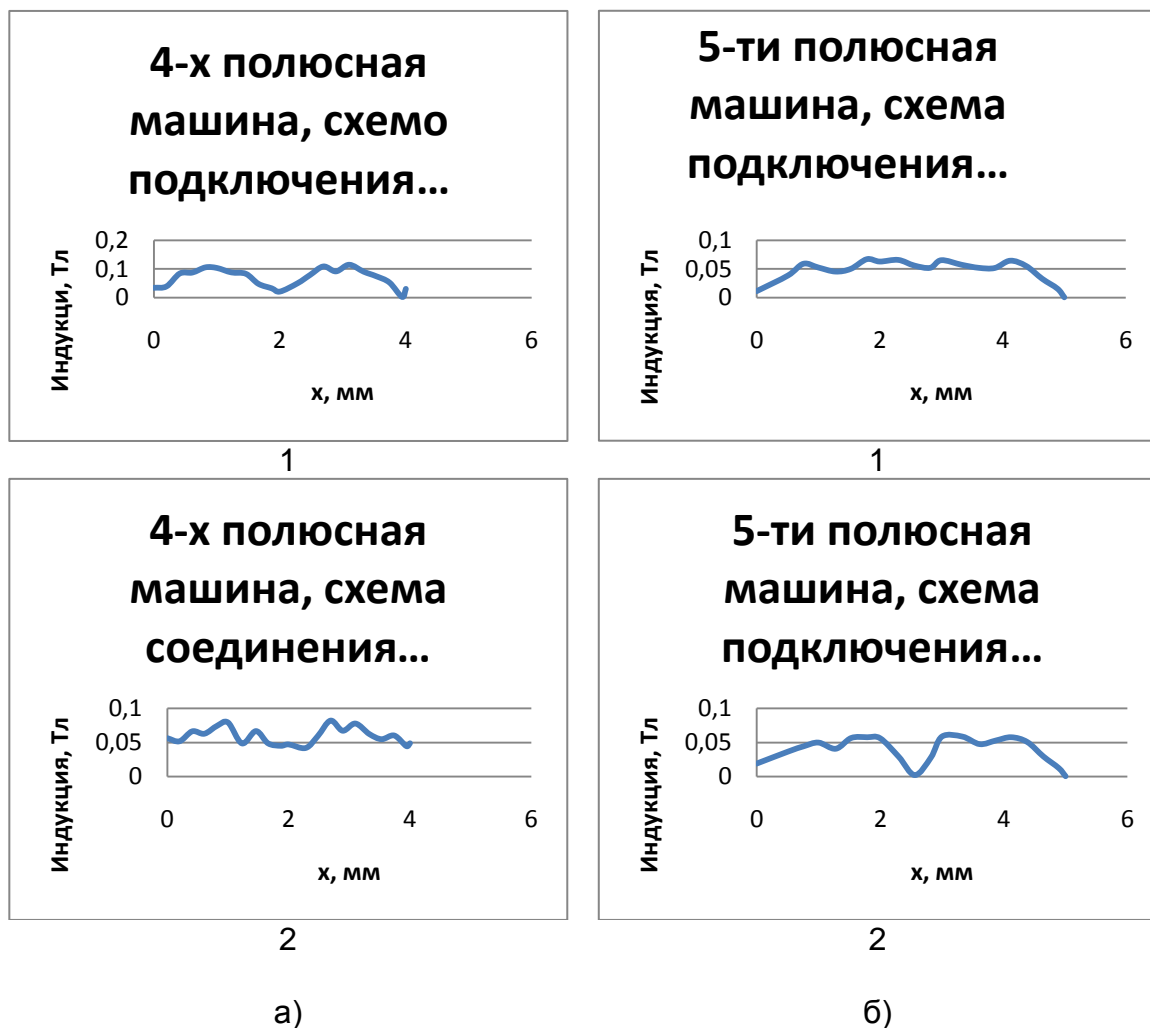 4-х полюсная
машина, схемо
подключения...
Индукци, Тл
0,2
0,1
0
0 2 4 6
х, мм
1
5-ти полюсная
машина, схема
подключения...
Индукция, Тл
0,1
0,05
0
0 2 4 6
х, мм
1
4-х полюсная
машина, схема
соединения...
Индукция, Тл
0,1
0,05
0
0 2 4 6
х, мм
2
5-ти полюсная
машина, схема
подключения...
Индукция, Тл
0,1
0,05
0
0 2 4 6
х, мм
2
а) б)